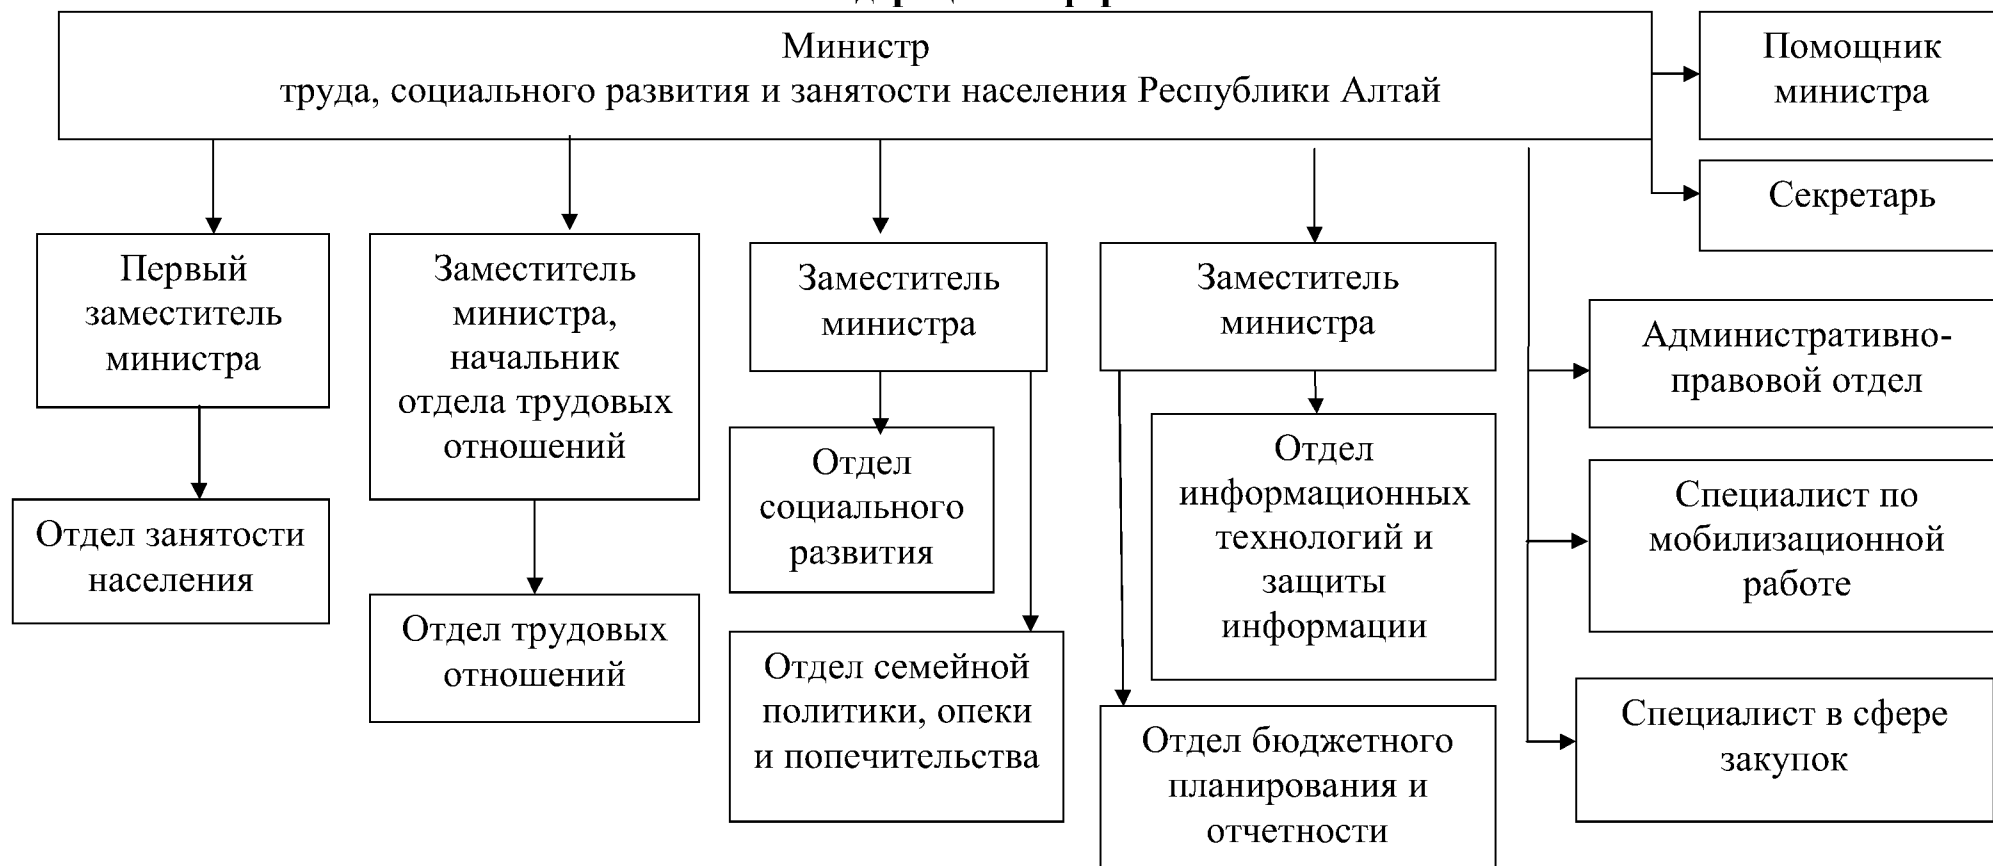 Министр
труда, социального развития и занятости населения Республики Алтай
Помощник
министра
Секретарь
Первый
заместитель
министра
Заместитель
министра,
начальник
отдела трудовых
отношений
Заместитель
министра
Заместитель
министра
Административно-
правовой отдел
Отдел занятости
населения
Отдел трудовых
отношений
Отдел
социального
развития
Отдел семейной
политики, опеки
и попечительства
Отдел
информационных
технологий и
защиты
информации
Отдел бюджетного
планирования и
отчетности
Специалист по
мобилизационной
работе
Специалист в сфере
закупок